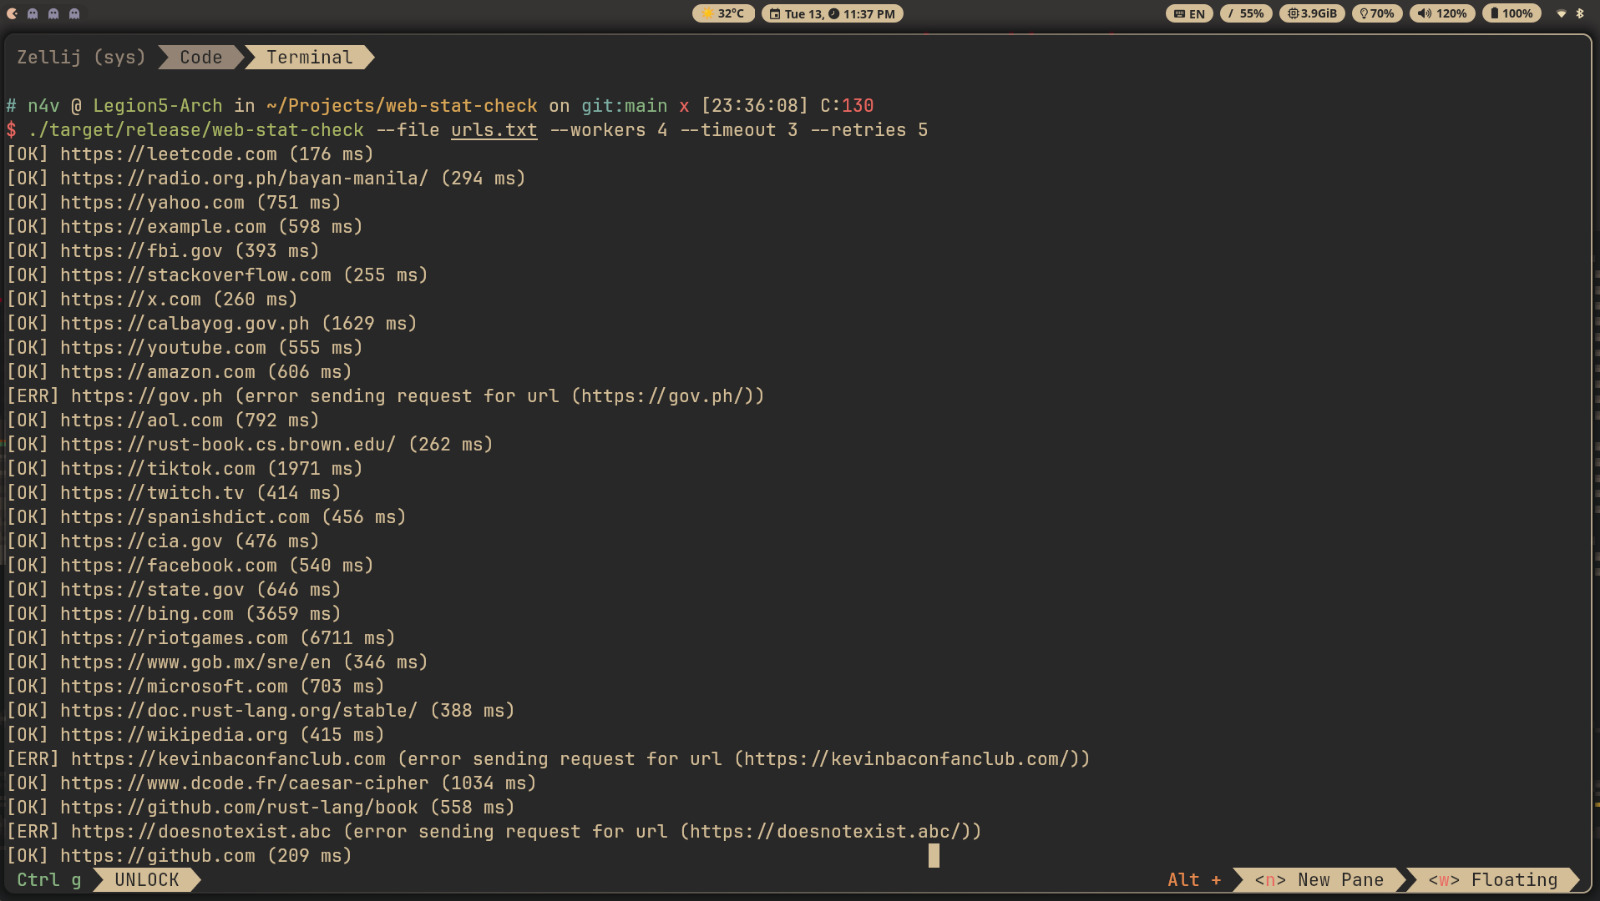 32°C
Tue 13, 11:37 PM
EN
/ 55%
3.9GiB
70%
120%
100%
Zellij (sys) Code Terminal
# n4v @ Legion5-Arch in ~/Projects/web-stat-check on git:main x [23:36:08] C:130
$ ./target/release/web-stat-check --file urls.txt --workers 4 --timeout 3 --retries 5
[OK] https://leetcode.com (176 ms)
[OK] https://radio.org.ph/bayan-manila/ (294 ms)
[OK] https://yahoo.com (751 ms)
[OK] https://example.com (598 ms)
[OK] https://fbi.gov (393 ms)
[OK] https://stackoverflow.com (255 ms)
[OK] https://x.com (260 ms)
[OK] https://calbayog.gov.ph (1629 ms)
[OK] https://youtube.com (555 ms)
[OK] https://amazon.com (606 ms)
[ERR] https://gov.ph (error sending request for url (https://gov.ph/))
[OK] https://aol.com (792 ms)
[OK] https://rust-book.cs.brown.edu/ (262 ms)
[OK] https://tiktok.com (1971 ms)
[OK] https://twitch.tv (414 ms)
[OK] https://spanishdict.com (456 ms)
[OK] https://cia.gov (476 ms)
[OK] https://facebook.com (540 ms)
[OK] https://state.gov (646 ms)
[OK] https://bing.com (3659 ms)
[OK] https://riotgames.com (6711 ms)
[OK] https://www.gob.mx/sre/en (346 ms)
[OK] https://microsoft.com (703 ms)
[OK] https://doc.rust-lang.org/stable/ (388 ms)
[OK] https://wikipedia.org (415 ms)
[ERR] https://kevinbaconfanclub.com (error sending request for url (https://kevinbaconfanclub.com/))
[OK] https://www.dcode.fr/caesar-cipher (1034 ms)
[OK] https://github.com/rust-lang/book (558 ms)
[ERR] https://doesnotexist.abc (error sending request for url (https://doesnotexist.abc/))
[OK] https://github.com (209 ms)
Ctrl g UNLOCK
Alt + <n> New Pane <w> Floating